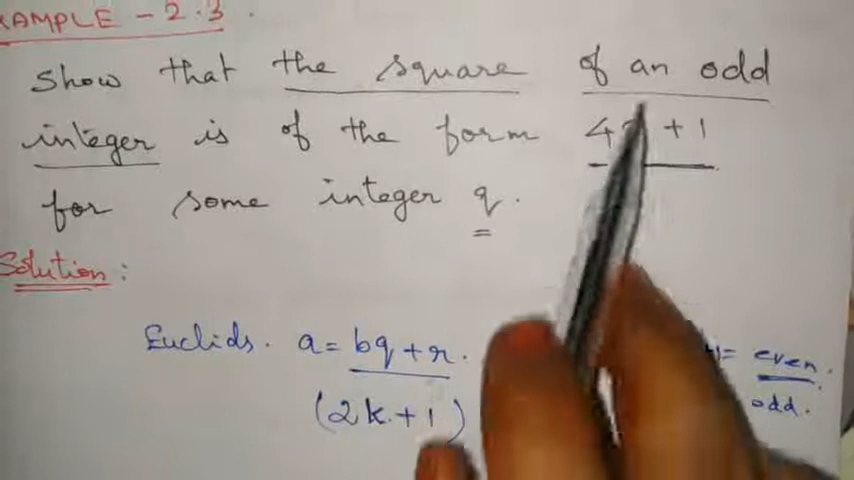 XAMPLE - 2.3.
Show that the square of an odd
integer is of the form 4 +1
for some integer q.
Solution :
Euclids. a = bq + r. = even.
(2k + 1) odd.